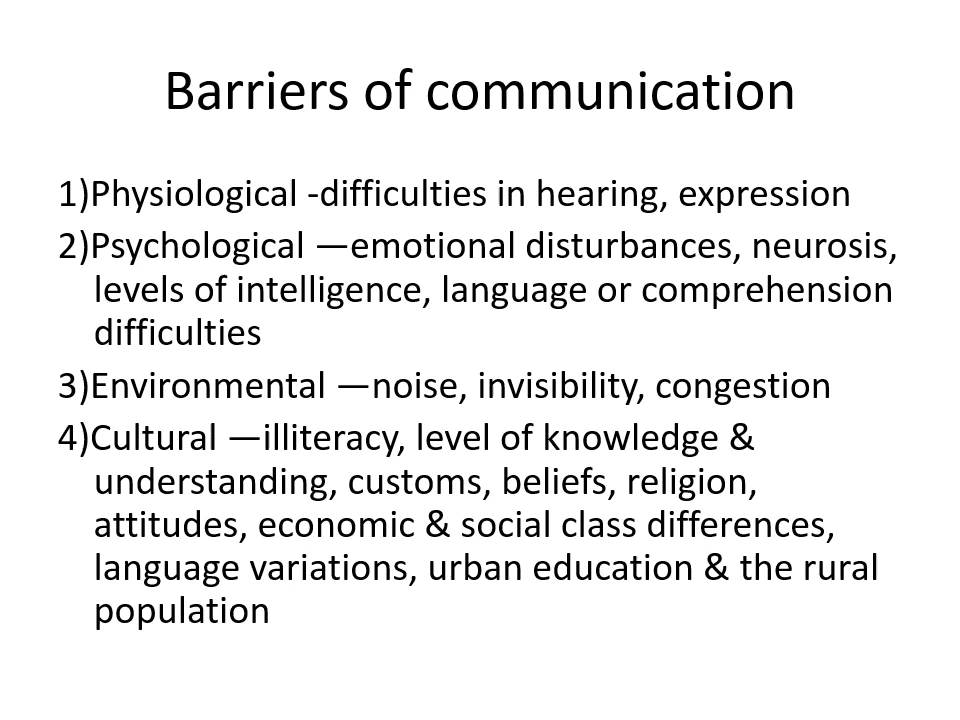 Barriers of communication
1)Physiological -difficulties in hearing, expression
2)Psychological —emotional disturbances, neurosis,
levels of intelligence, language or comprehension
difficulties
3)Environmental —noise, invisibility, congestion
4)Cultural —illiteracy, level of knowledge &
understanding, customs, beliefs, religion,
attitudes, economic & social class differences,
language variations, urban education & the rural
population